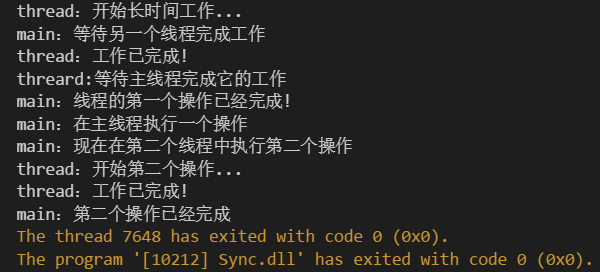 thread: 开始长时间工作...
main: 等待另一个线程完成工作
thread: 工作已完成!
threard:等待主线程完成它的工作
main: 线程的第一个操作已经完成!
main: 在主线程执行一个操作
main: 现在在第二个线程中执行第二个操作
thread: 开始第二个操作...
thread: 工作已完成!
main: 第二个操作已经完成
The thread 7648 has exited with code 0 (0x0).
The program '[10212] Sync.dll' has exited with code 0 (0x0).